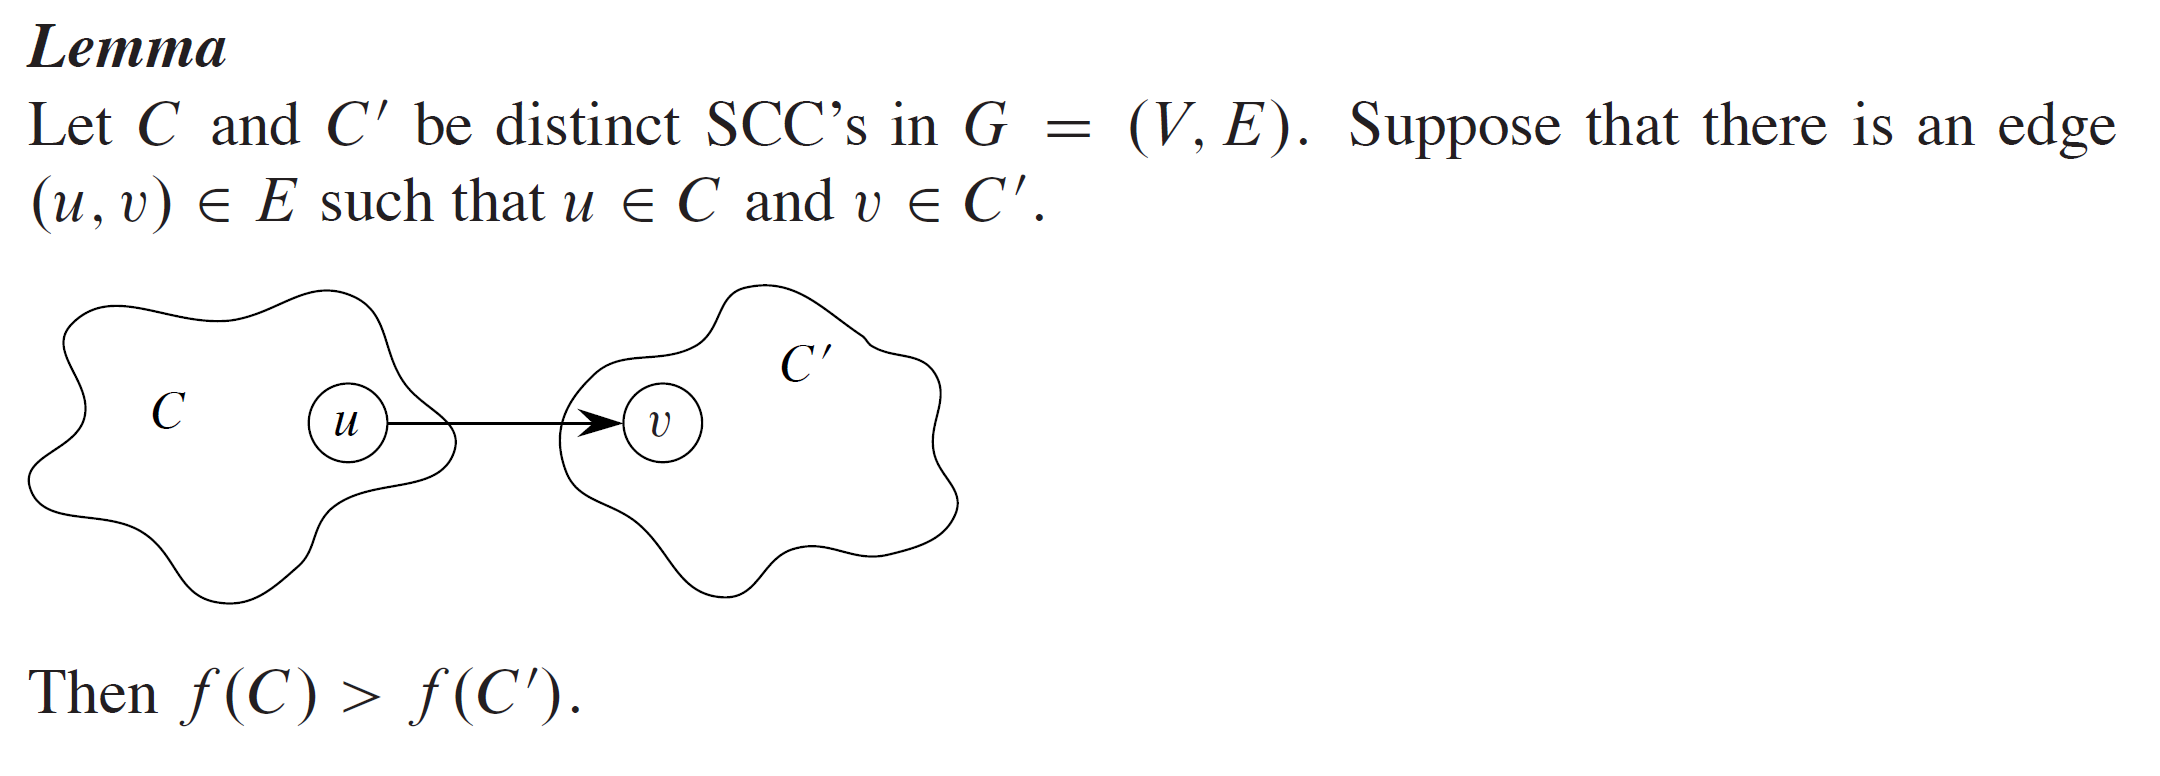 Lemma
Let C and C′ be distinct SCC’s in G = (V, E). Suppose that there is an edge
(u, v) ∈ E such that u ∈ C and v ∈ C′.
C u v C′
Then f(C) > f(C′).